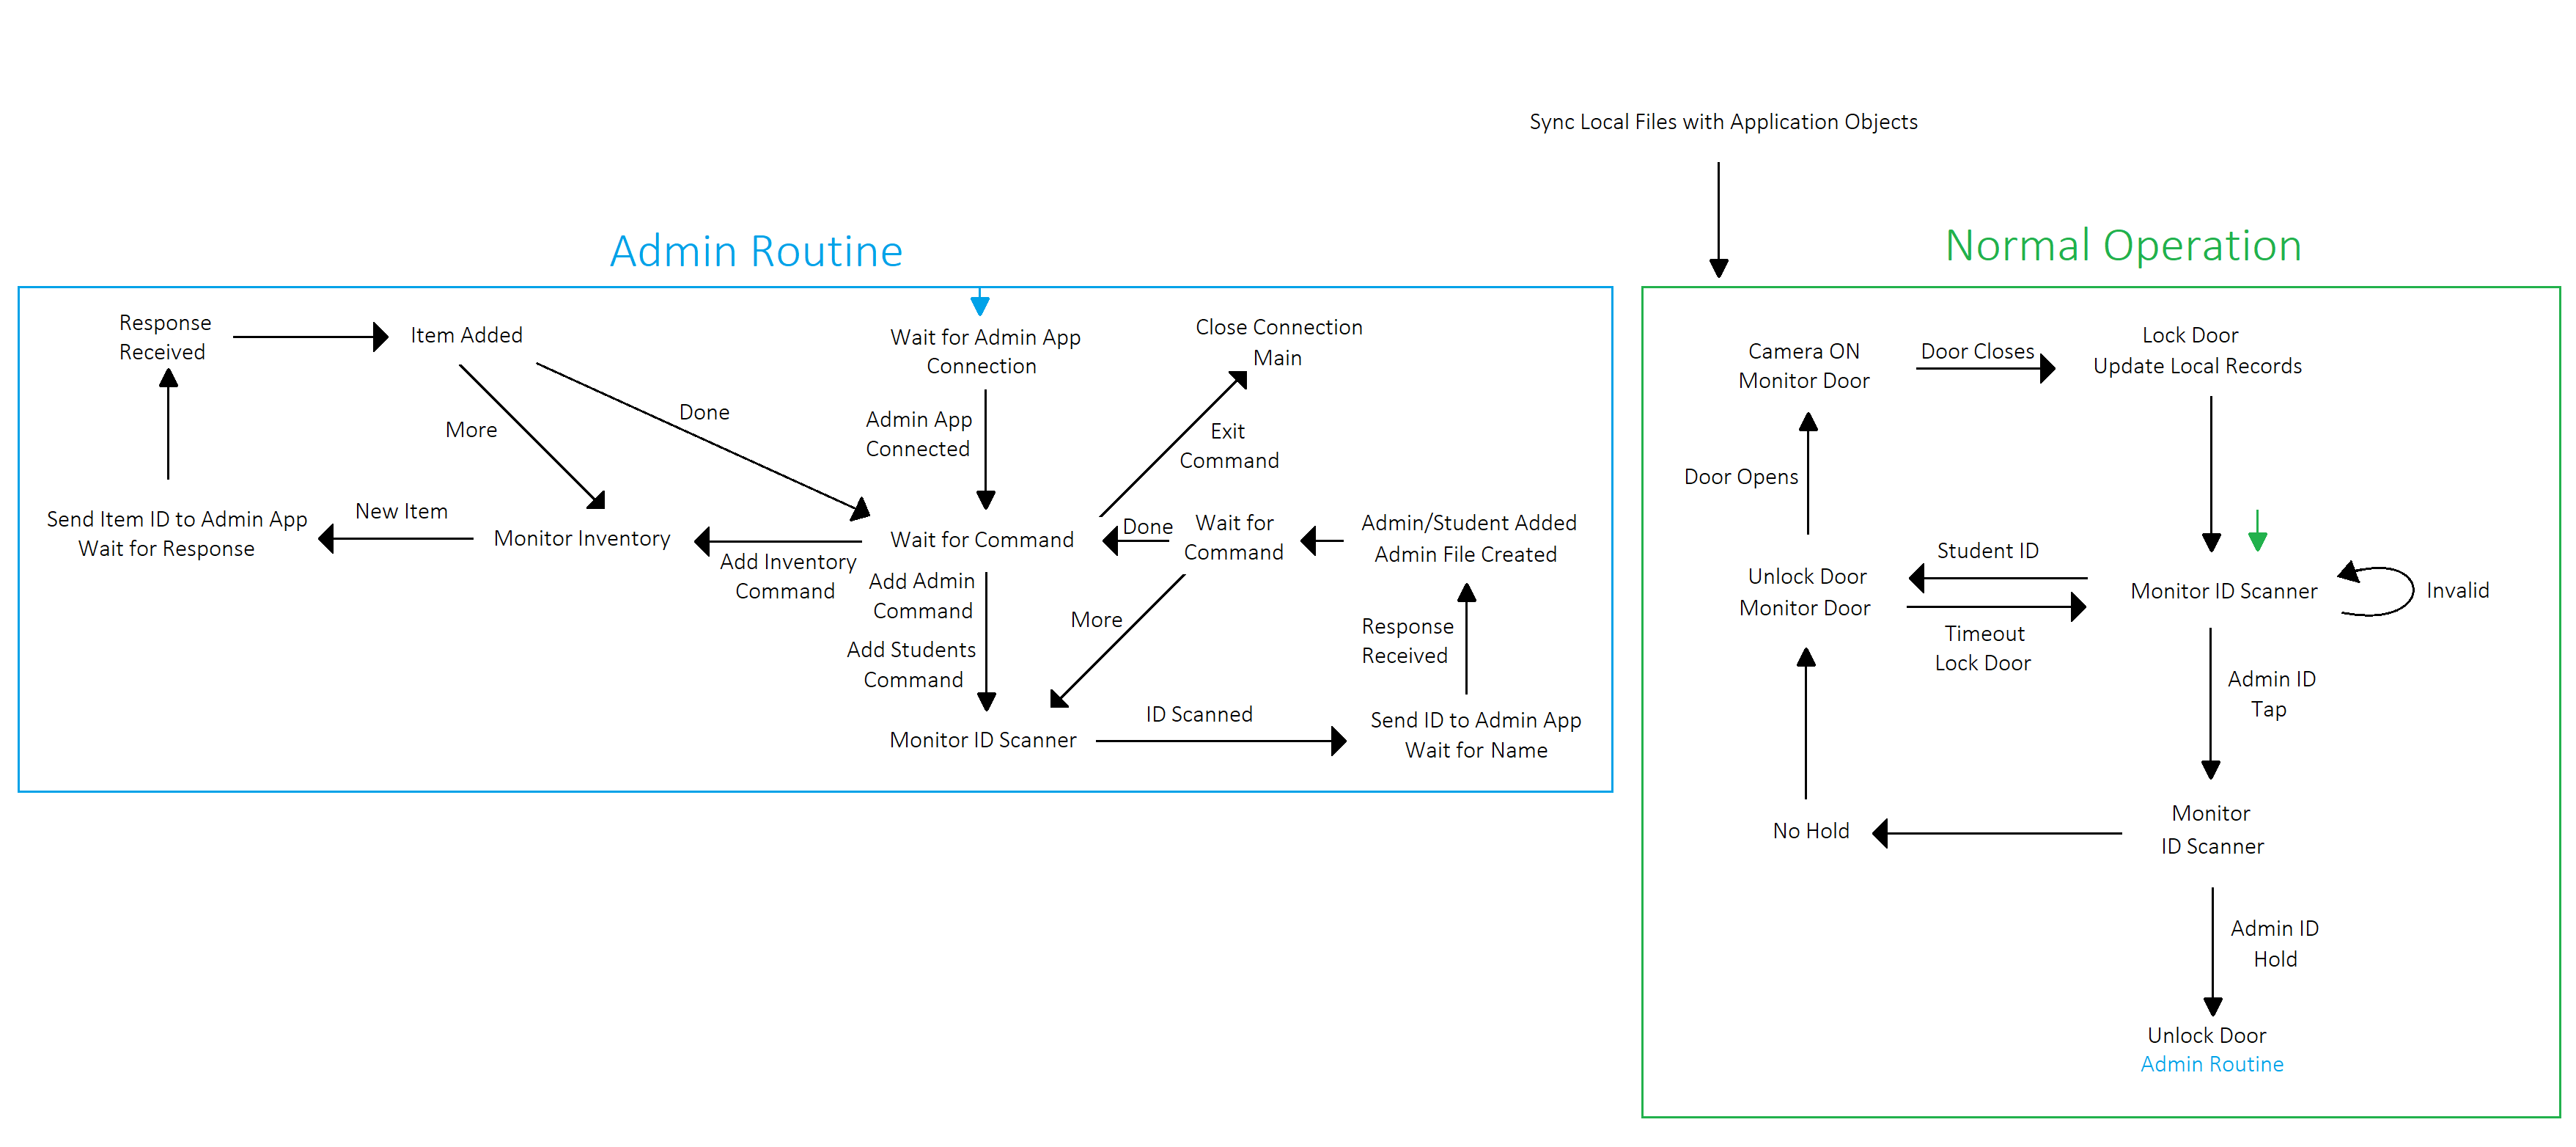 Sync Local Files with Application Objects
Admin Routine
Response
Received
Item Added
More
Done
Wait for Admin App
Connection
Admin App
Connected
Close Connection
Main
Exit
Command
Send Item ID to Admin App
Wait for Response
New Item
Monitor Inventory
Add Inventory
Command
Wait for Command
Done
Wait for
Command
Admin/Student Added
Admin File Created
Add Admin
Command
Add Students
Command
More
Response
Received
Monitor ID Scanner
ID Scanned
Send ID to Admin App
Wait for Name
Normal Operation
Camera ON
Monitor Door
Door Closes
Lock Door
Update Local Records
Door Opens
Unlock Door
Monitor Door
Student ID
Timeout
Lock Door
Monitor ID Scanner
Invalid
Admin ID
Tap
No Hold
Monitor
ID Scanner
Admin ID
Hold
Unlock Door
Admin Routine